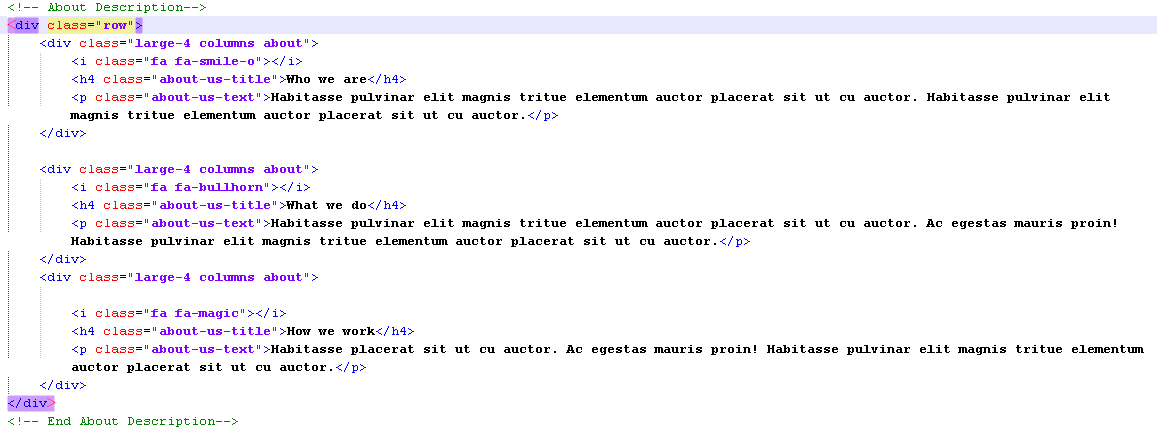 <!-- About Description-->
<div class="row">
    <div class="large-4 columns about">
        <i class="fa fa-smile-o"></i>
        <h4 class="about-us-title">Who we are</h4>
        <p class="about-us-text">Habitasse pulvinar elit magnis tritue elementum auctor placerat sit ut cu auctor. Habitasse pulvinar elit
        magnis tritue elementum auctor placerat sit ut cu auctor.</p>
    </div>

    <div class="large-4 columns about">
        <i class="fa fa-bullhorn"></i>
        <h4 class="about-us-title">What we do</h4>
        <p class="about-us-text">Habitasse pulvinar elit magnis tritue elementum auctor placerat sit ut cu auctor. Ac egestas mauris proin!
        Habitasse pulvinar elit magnis tritue elementum auctor placerat sit ut cu auctor.</p>
    </div>
    <div class="large-4 columns about">

        <i class="fa fa-magic"></i>
        <h4 class="about-us-title">How we work</h4>
        <p class="about-us-text">Habitasse placerat sit ut cu auctor. Ac egestas mauris proin! Habitasse pulvinar elit magnis tritue elementum
        auctor placerat sit ut cu auctor.</p>
    </div>
</div>
<!-- End About Description-->